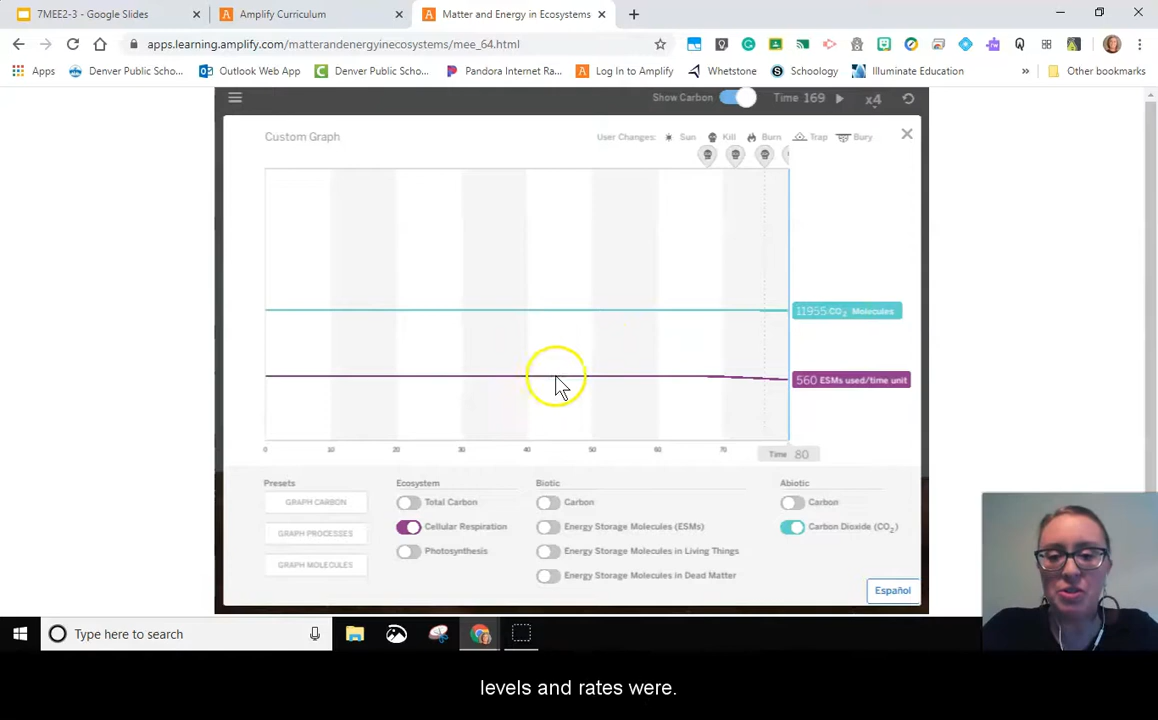 7MEE2-3 - Google Slides
Amplify Curriculum
Matter and Energy in Ecosystems
apps.learning.amplify.com/matterandenergyinecosystems/mee_64.html
Apps
Denver Public Scho...
Outlook Web App
Denver Public Scho...
Pandora Internet Ra...
Log In to Amplify
Whetstone
Schoology
Illuminate Education
»
Other bookmarks
Show Carbon
Time 169
x4
Custom Graph
User Changes: Sun Kill Burn Trap Bury
11955 CO₂ Molecules
560 ESMs used/time unit
0 10 20 30 40 50 60 70
Time 80
Presets
GRAPH CARBON
GRAPH PROCESSES
GRAPH MOLECULES
Ecosystem
Total Carbon
Cellular Respiration
Photosynthesis
Biotic
Carbon
Energy Storage Molecules (ESMs)
Energy Storage Molecules in Living Things
Energy Storage Molecules in Dead Matter
Abiotic
Carbon
Carbon Dioxide (CO₂)
Español
Type here to search
levels and rates were.